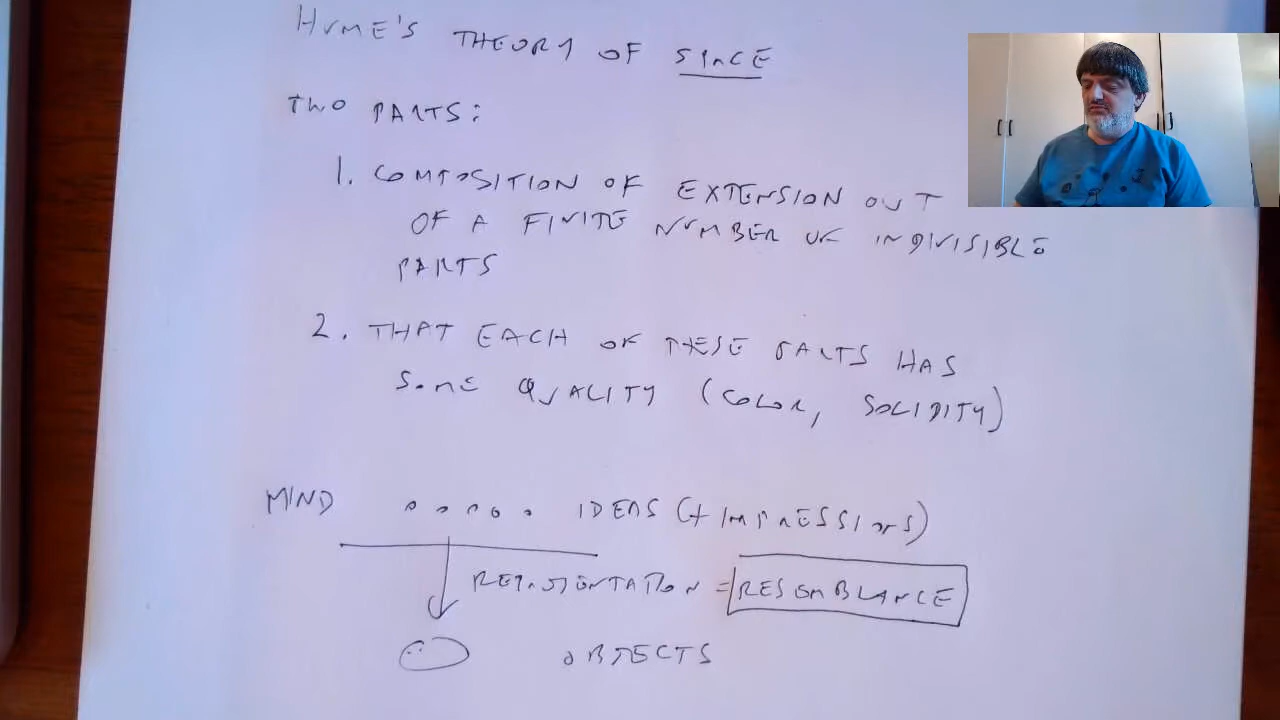 HUME'S THEORY OF SPACE
TWO PARTS:
1. COMPOSITION OF EXTENSION OUT
OF A FINITE NUMBER OF INDIVISIBLE
PARTS
2. THAT EACH OF THESE PARTS HAS
SOME QUALITY (COLOR, SOLIDITY)
MIND IDEAS (+ IMPRESSIONS)
REPRESENTATION = RESEMBLANCE
OBJECTS